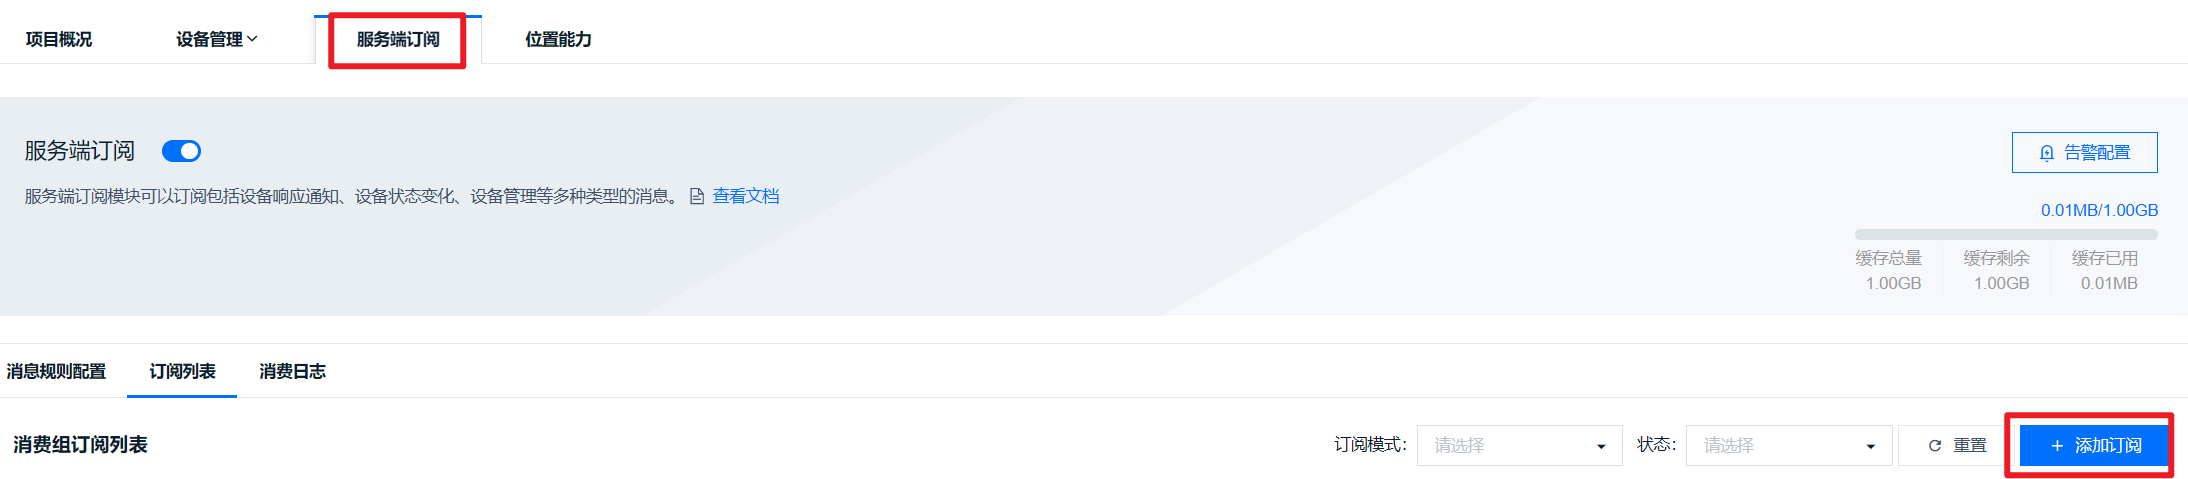 项目概况 设备管理 服务端订阅 位置能力
服务端订阅 告警配置
服务端订阅模块可以订阅包括设备响应通知、设备状态变化、设备管理等多种类型的消息。 查看文档
0.01MB/1.00GB
缓存总量 缓存剩余 缓存已用
1.00GB 1.00GB 0.01MB
消息规则配置 订阅列表 消费日志
消费组订阅列表 订阅模式: 请选择 状态: 请选择 重置 + 添加订阅